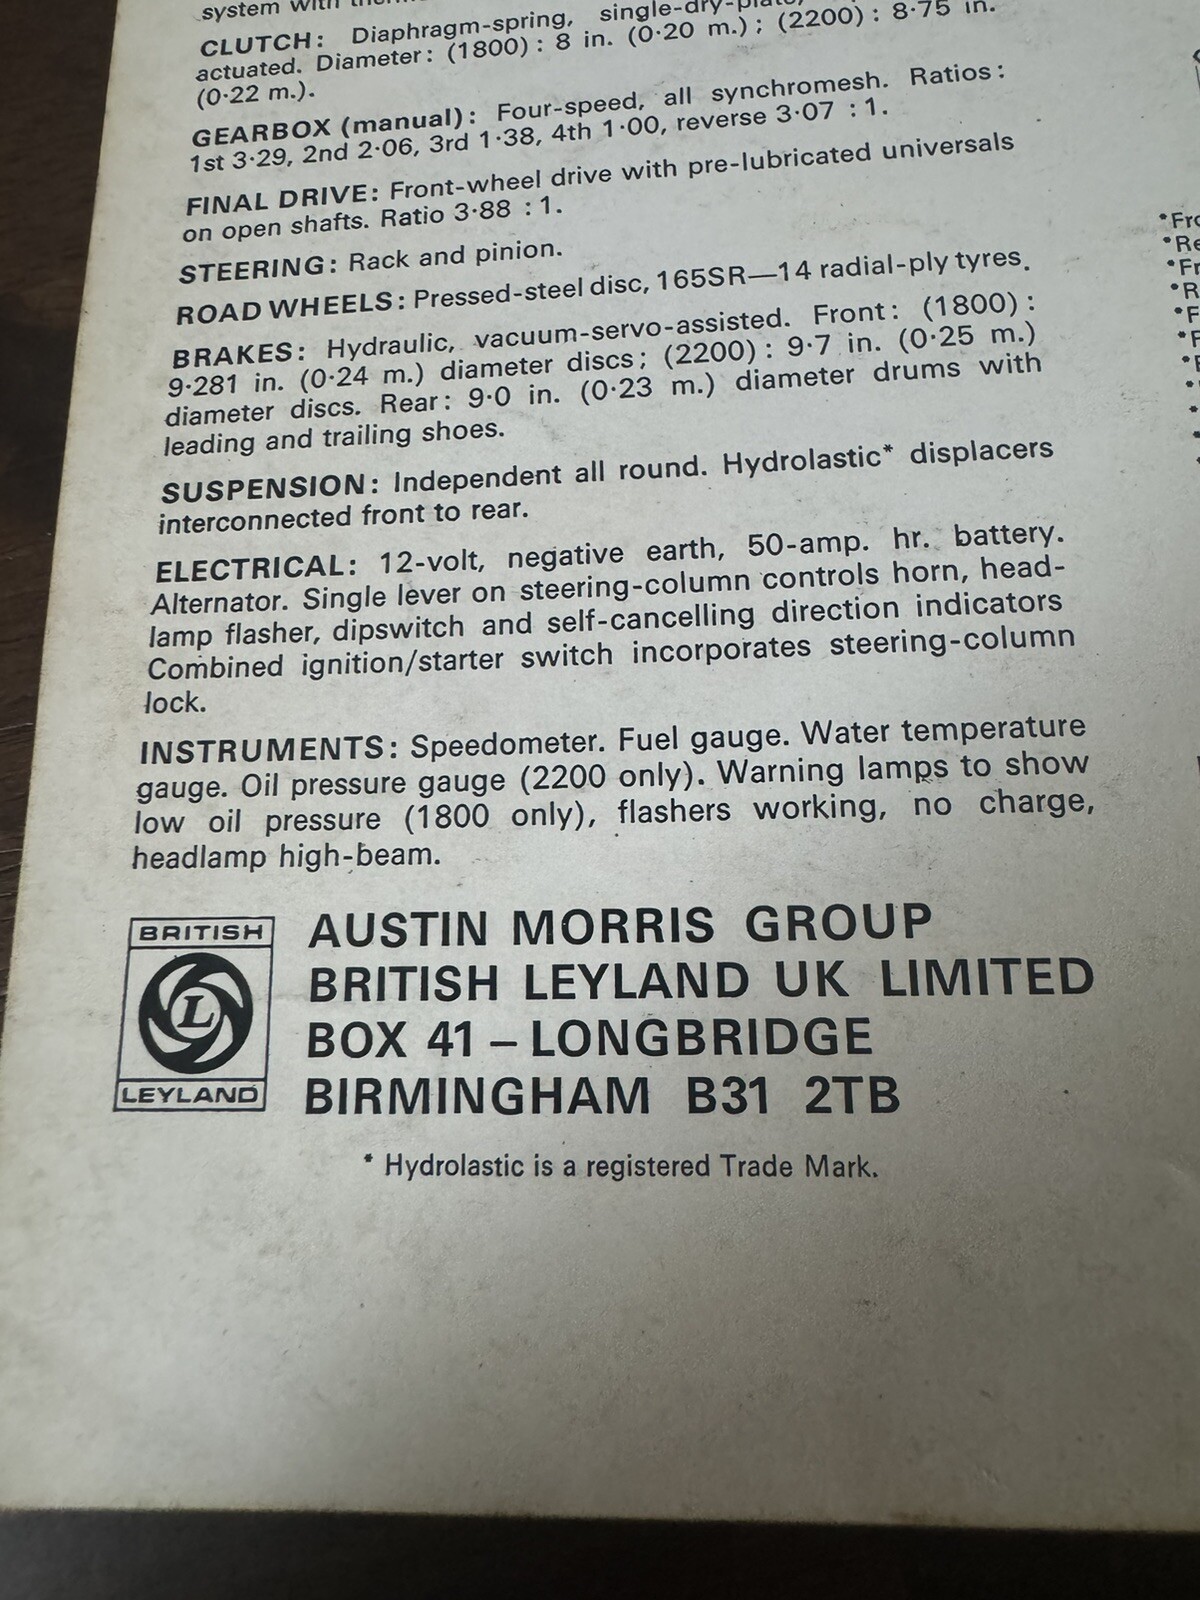 system with
CLUTCH: Diaphragm-spring, single-dry-plate,
actuated. Diameter: (1800): 8 in. (0·20 m.); (2200): 8·75 in.
(0·22 m.).
GEARBOX (manual): Four-speed, all synchromesh. Ratios:
1st 3·29, 2nd 2·06, 3rd 1·38, 4th 1·00, reverse 3·07 : 1.
FINAL DRIVE: Front-wheel drive with pre-lubricated universals
on open shafts. Ratio 3·88 : 1.
STEERING: Rack and pinion.
ROAD WHEELS: Pressed-steel disc, 165SR—14 radial-ply tyres.
BRAKES: Hydraulic, vacuum-servo-assisted. Front: (1800):
9·281 in. (0·24 m.) diameter discs; (2200): 9·7 in. (0·25 m.)
diameter discs. Rear: 9·0 in. (0·23 m.) diameter drums with
leading and trailing shoes.
SUSPENSION: Independent all round. Hydrolastic* displacers
interconnected front to rear.
ELECTRICAL: 12-volt, negative earth, 50-amp. hr. battery.
Alternator. Single lever on steering-column controls horn, head-
lamp flasher, dipswitch and self-cancelling direction indicators
Combined ignition/starter switch incorporates steering-column
lock.
INSTRUMENTS: Speedometer. Fuel gauge. Water temperature
gauge. Oil pressure gauge (2200 only). Warning lamps to show
low oil pressure (1800 only), flashers working, no charge,
headlamp high-beam.
BRITISH
L
LEYLAND
AUSTIN MORRIS GROUP
BRITISH LEYLAND UK LIMITED
BOX 41 – LONGBRIDGE
BIRMINGHAM B31 2TB
* Hydrolastic is a registered Trade Mark.